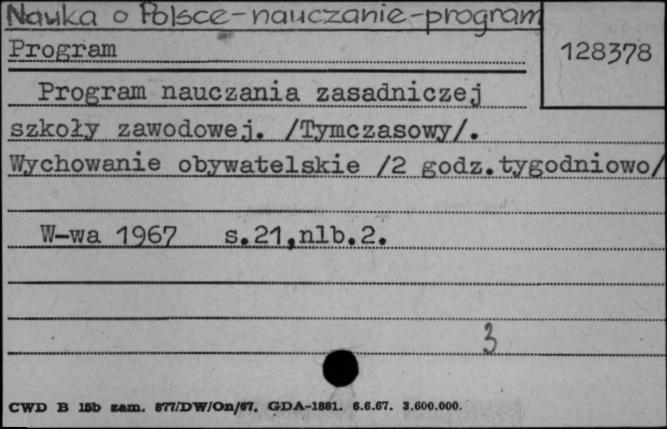 Nauka o Polsce-nauczanie-program
Program
128378
Program nauczania zasadniczej
szkoły zawodowej. /Tymczasowy/.
Wychowanie obywatelskie /2 godz.tygodniowo/
W-wa 1967 s.21,nlb.2.
3
CWD B 15b zam. 877/DW/On/67. GDA-1881. 6.6.67. 3.600.000.